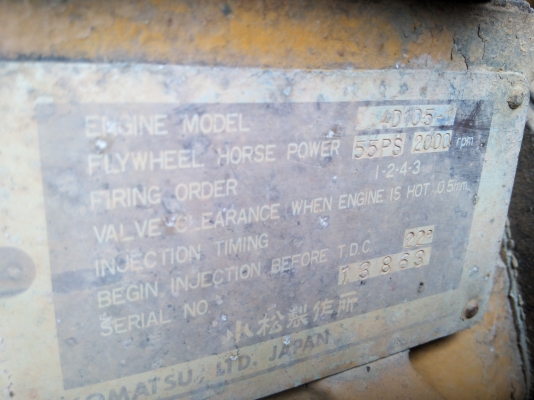 ENGINE MODEL 4D105
FLYWHEEL HORSE POWER 55PS 2000 rpm
FIRING ORDER 1-2-4-3
VALVE CLEARANCE WHEN ENGINE IS HOT 0.5mm
INJECTION TIMING
BEGIN INJECTION BEFORE T.D.C. 22°
SERIAL NO. 13863
小松製作所
KOMATSU, LTD. JAPAN